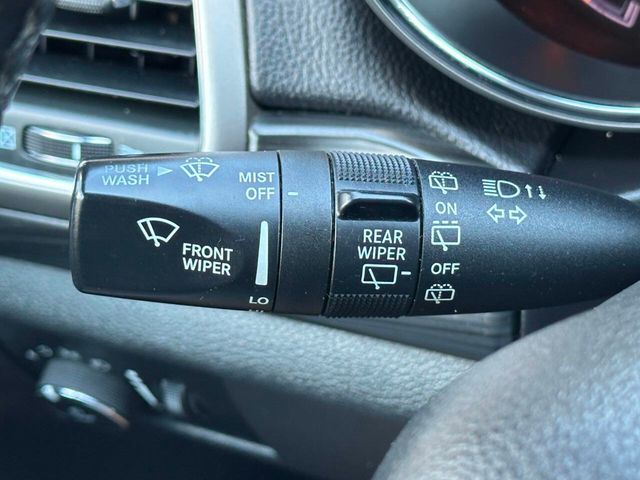 PUSH
WASH
MIST
OFF
FRONT
WIPER
LO
REAR
WIPER
ON
OFF